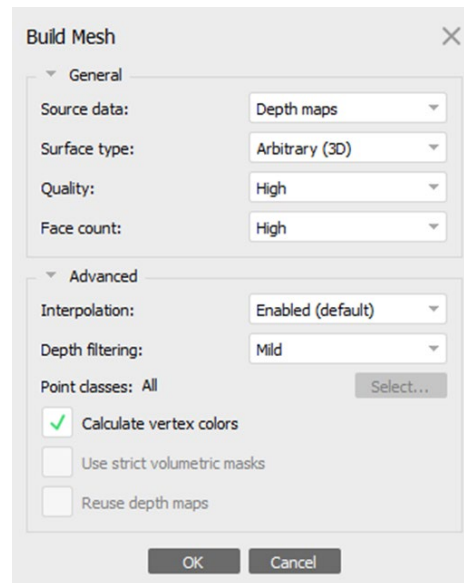 Build Mesh
General
Source data: Depth maps
Surface type: Arbitrary (3D)
Quality: High
Face count: High
Advanced
Interpolation: Enabled (default)
Depth filtering: Mild
Point classes: All Select...
Calculate vertex colors
Use strict volumetric masks
Reuse depth maps
OK Cancel